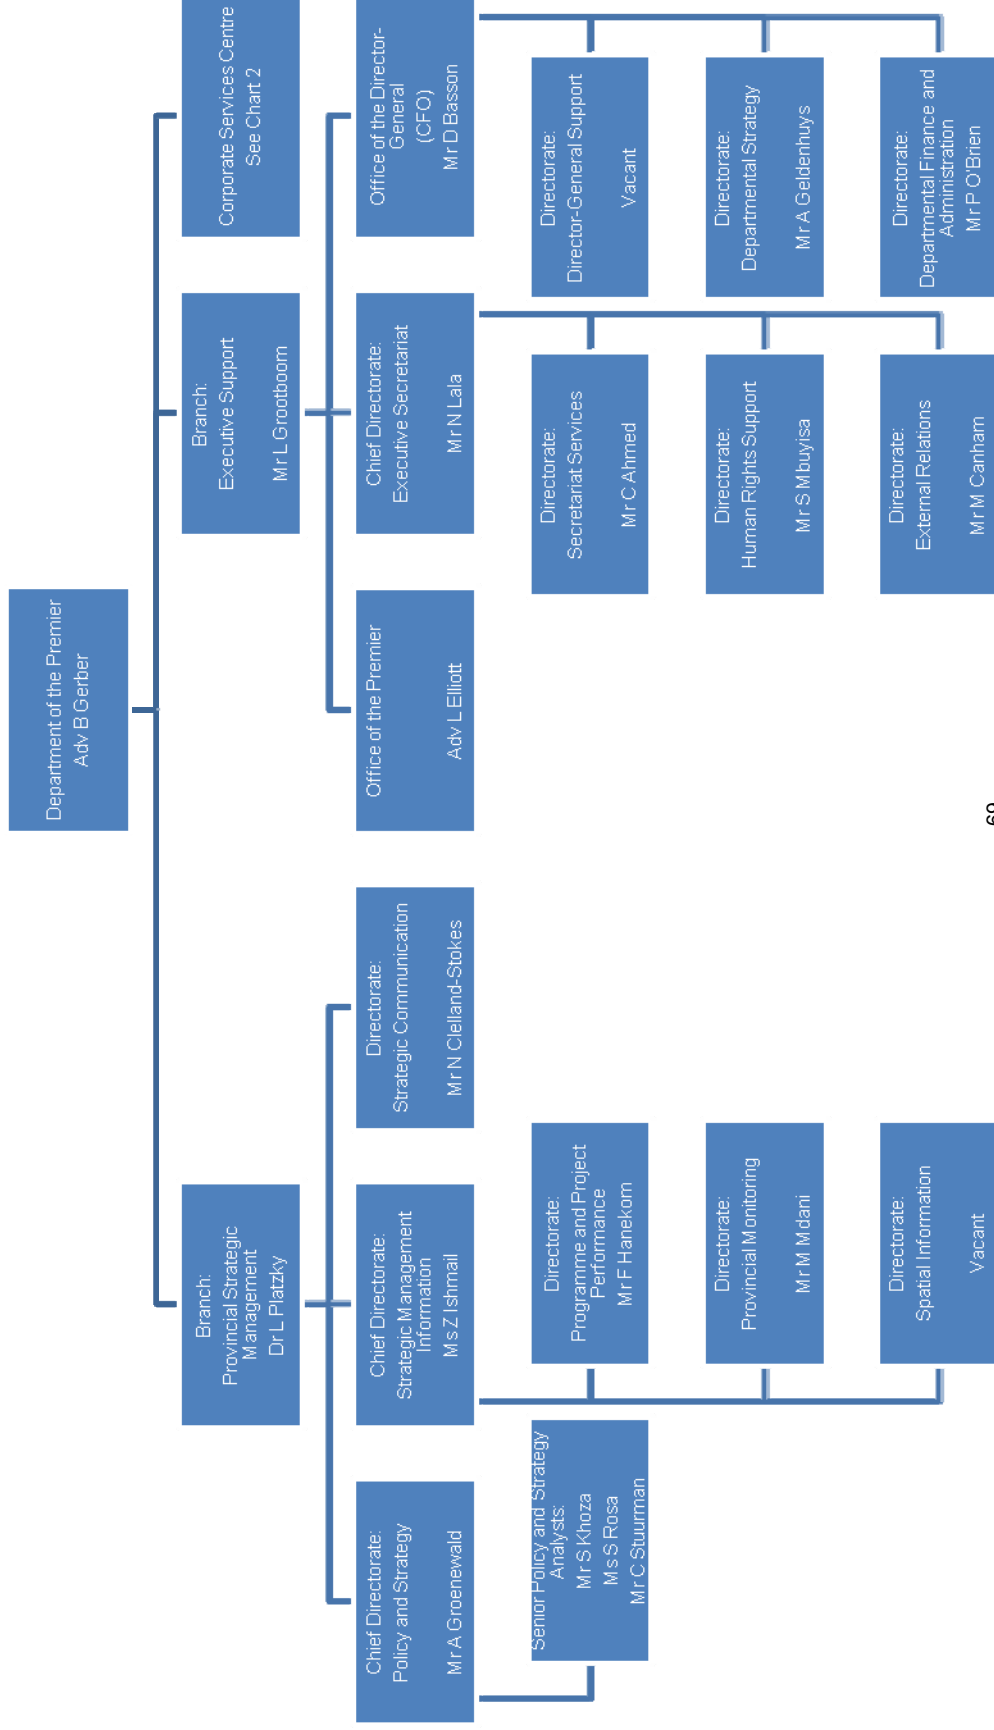 Department of the Premier
Adv B Gerber
Branch:
Provincial Strategic
Management
Dr L Platzky
Branch:
Executive Support
Mr L Grootboom
Corporate Services Centre
See Chart 2
Chief Directorate:
Policy and Strategy
Mr A Groenewald
Chief Directorate:
Strategic Management
Information
Ms Z Ishmail
Directorate:
Strategic Communication
Mr N Clelland-Stokes
Office of the Premier
Adv L Elliott
Chief Directorate:
Executive Secretariat
Mr N Lala
Office of the Director-
General
(CFO)
Mr D Basson
Senior Policy and Strategy
Analysts:
Mr S Khoza
Ms S Rosa
Mr C Stuurman
Directorate:
Programme and Project
Performance
Mr F Hanekom
Directorate:
Secretariat Services
Mr C Ahmed
Directorate:
Director-General Support
Vacant
Directorate:
Provincial Monitoring
Mr M Mdani
Directorate:
Human Rights Support
Mr S Mbuyisa
Directorate:
Departmental Strategy
Mr A Geldenhuys
Directorate:
Spatial Information
Vacant
Directorate:
External Relations
Mr M Canham
Directorate:
Departmental Finance and
Administration
Mr P O'Brien
69